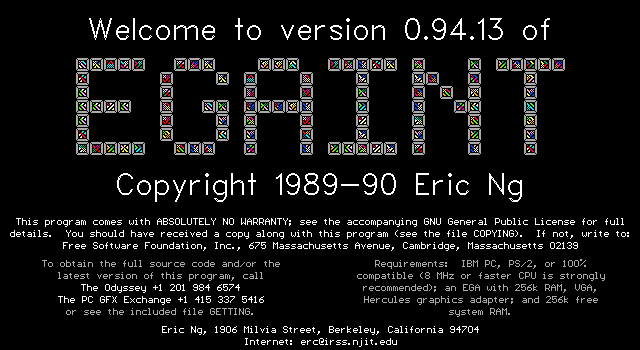 Welcome to version 0.94.13 of
EGAINT
Copyright 1989-90 Eric Ng
This program comes with ABSOLUTELY NO WARRANTY; see the accompanying GNU General Public License for full
details.  You should have received a copy along with this program (see the file COPYING).  If not, write to:
Free Software Foundation, Inc., 675 Massachusetts Avenue, Cambridge, Massachusetts 02139
To obtain the full source code and/or the
latest version of this program, call
The Odyssey +1 201 984 6574
The PC GFX Exchange +1 415 337 5416
or see the included file GETTING.
Requirements:  IBM PC, PS/2, or 100%
compatible (8 MHz or faster CPU is strongly
recommended); an EGA with 256k RAM, VGA,
Hercules graphics adapter; and 256k free
system RAM.
Eric Ng, 1906 Milvia Street, Berkeley, California 94704
Internet: erc@irss.njit.edu